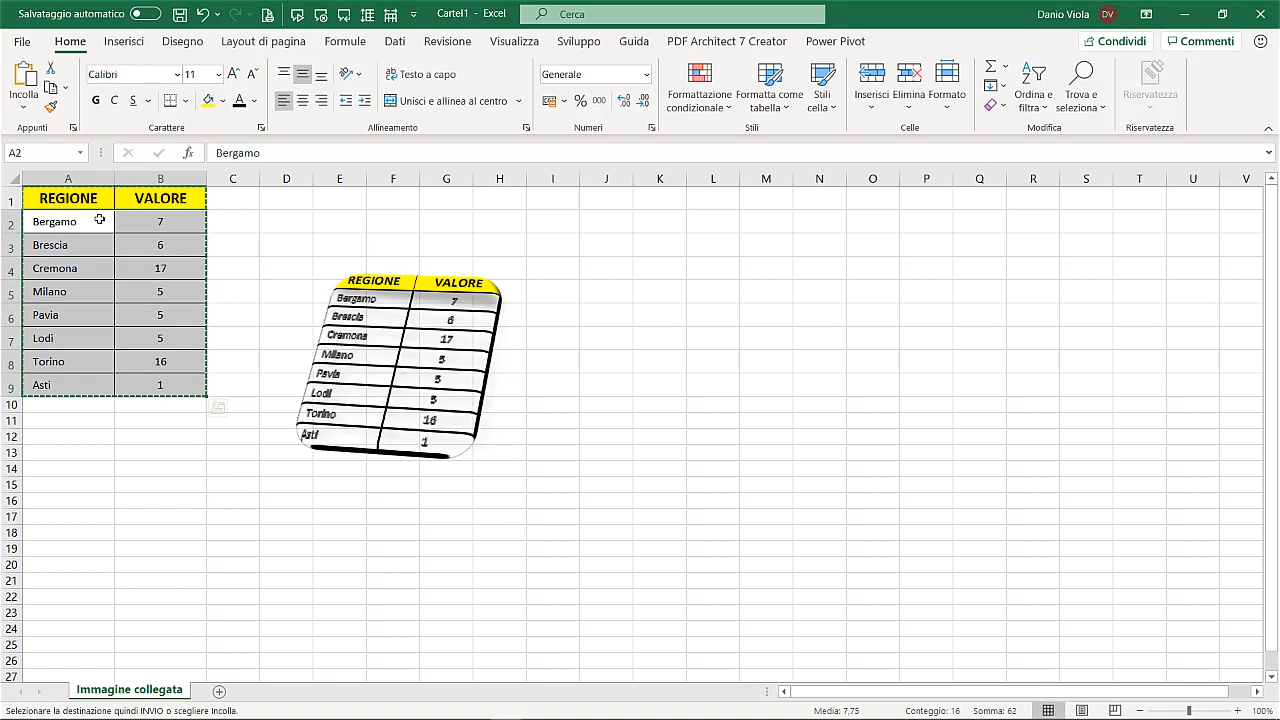 Salvataggio automatico
Cartel1 - Excel
Cerca
Danio Viola
DV
File Home Inserisci Disegno Layout di pagina Formule Dati Revisione Visualizza Sviluppo Guida PDF Architect 7 Creator Power Pivot
Condividi
Commenti
Incolla
Calibri
11
G C S
Testo a capo
Unisci e allinea al centro
Generale
% 000
Formattazione condizionale
Formatta come tabella
Stili cella
Inserisci Elimina Formato
Ordina e filtra
Trova e seleziona
Riservatezza
Appunti Carattere Allineamento Numeri Stili Celle Modifica Riservatezza
A2
fx
Bergamo
A B C D E F G H I J K L M N O P Q R S T U V
1 REGIONE VALORE
2 Bergamo 7
3 Brescia 6
4 Cremona 17
5 Milano 5
6 Pavia 5
7 Lodi 5
8 Torino 16
9 Asti 1
10
11
12
13
14
15
16
17
18
19
20
21
22
23
24
25
26
27
REGIONE VALORE
Bergamo 7
Brescia 6
Cremona 17
Milano 5
Pavia 5
Lodi 5
Torino 16
Asti 1
Immagine collegata
Selezionare la destinazione quindi INVIO o scegliere Incolla.
Media: 7,75
Conteggio: 16
Somma: 62
100%